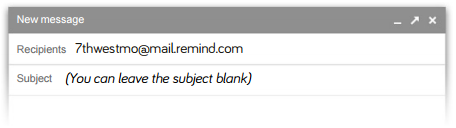 New message
Recipients 7thwestmo@mail.remind.com
Subject (You can leave the subject blank)